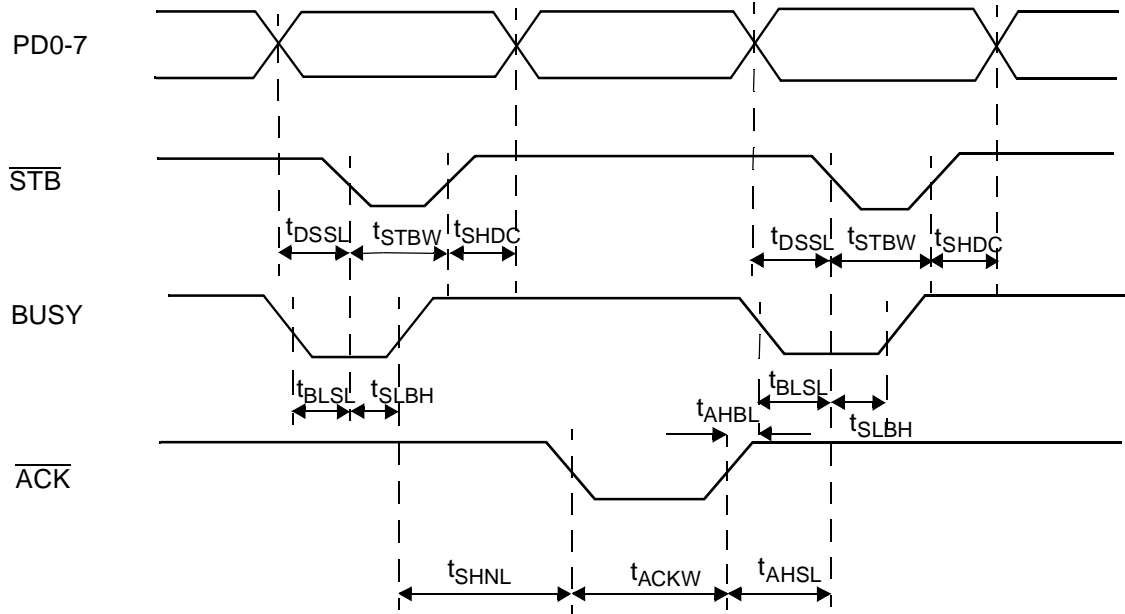 PD0-7
STB
tDSSL tSTBW tSHDC tDSSL tSTBW tSHDC
BUSY
tBLSL tSLBH tBLSL
tAHBL tSLBH
ACK
tSHNL tACKW tAHSL